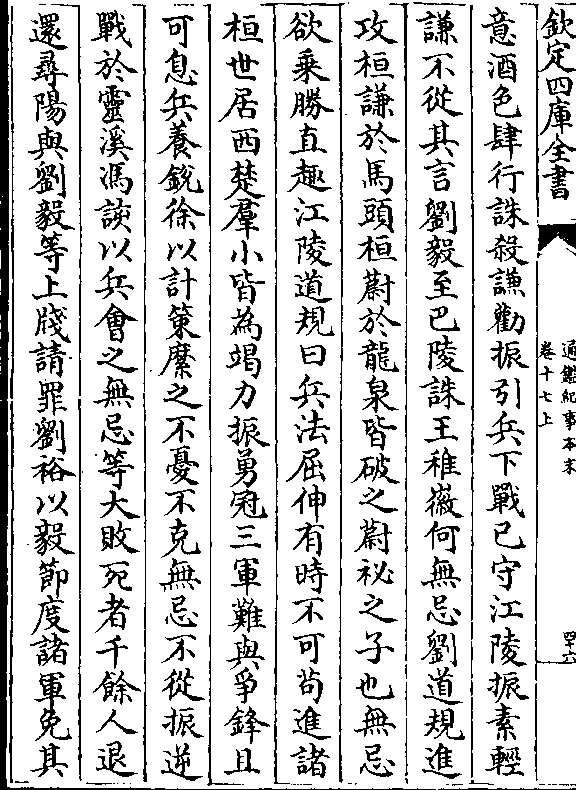 欽定四庫全書
通鑑紀事本末
卷十七上
四十六
意酒色肆行誅殺謙勸振引兵下戰己守江陵振素輕
謙不從其言劉毅至巴陵誅王稚徽何無忌劉道規進
攻桓謙於馬頭桓蔚於龍泉皆破之蔚祕之子也無忌
欲乗勝直趣江陵道規曰兵法屈伸有時不可茍進諸
桓世居西楚羣小皆為竭力振勇冠三軍難與爭鋒且
可息兵養鋭徐以計策縻之不憂不克無忌不從振逆
戰於靈溪馮該以兵會之無忌等大敗死者千餘人退
還尋陽與劉毅等上牋請罪劉裕以毅節度諸軍免其